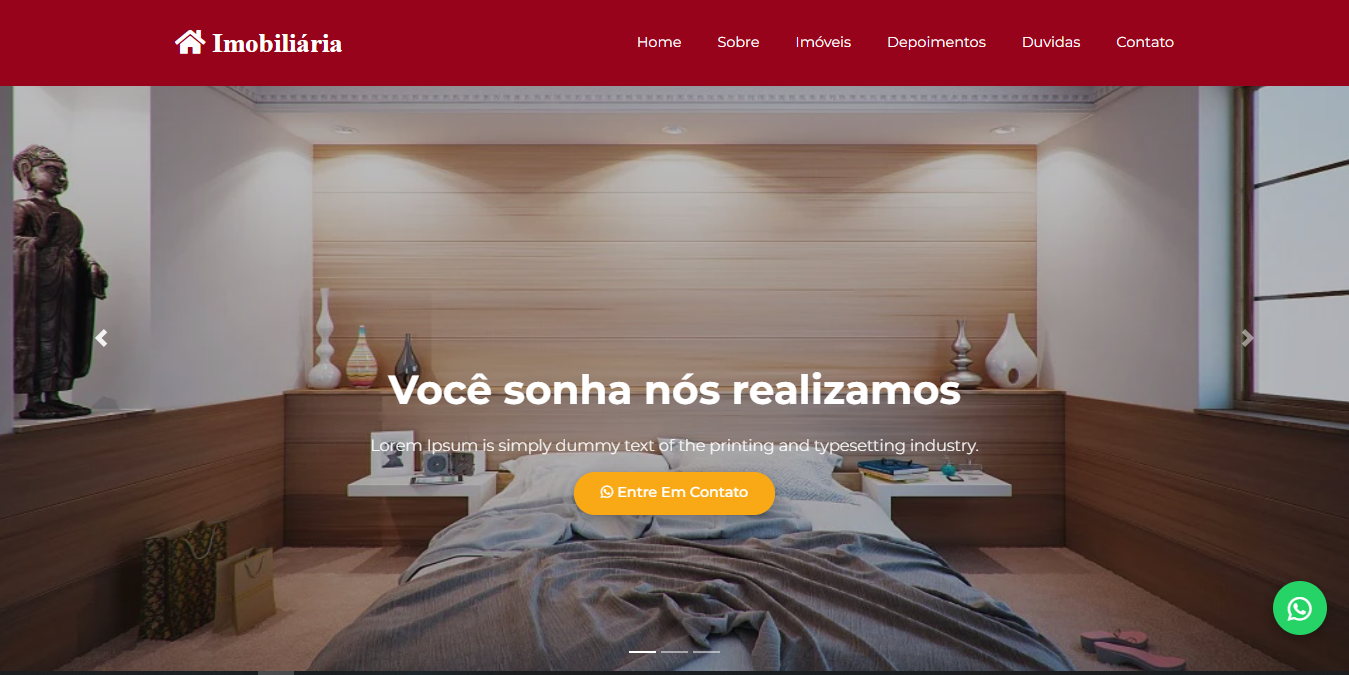 Imobiliária
Home Sobre Imóveis Depoimentos Duvidas Contato
Você sonha nós realizamos
Lorem Ipsum is simply dummy text of the printing and typesetting industry.
Entre Em Contato